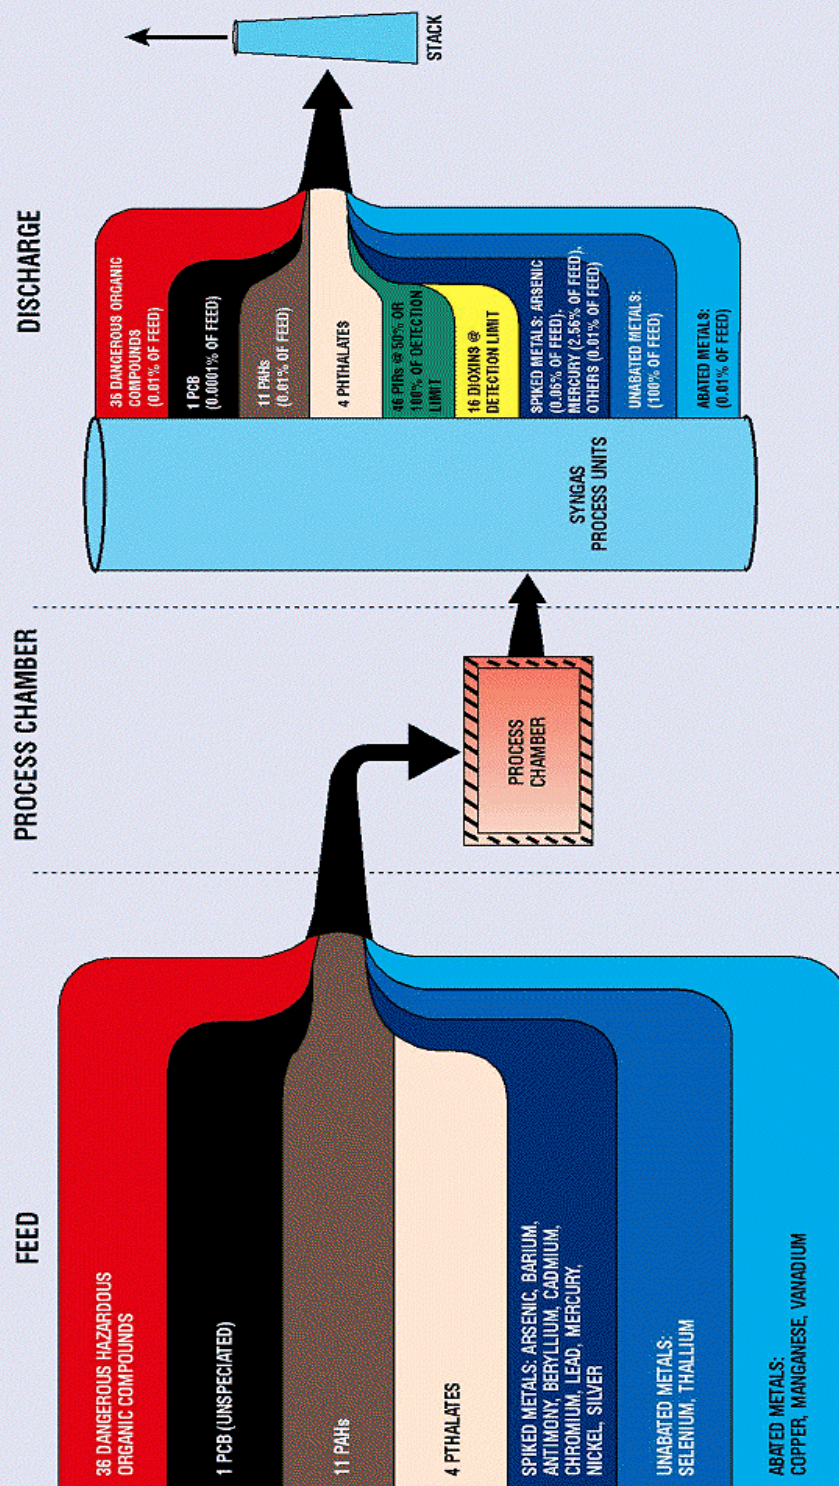 FEED
PROCESS CHAMBER
DISCHARGE
36 DANGEROUS HAZARDOUS
ORGANIC COMPOUNDS
1 PCB (UNSPECIATED)
11 PAHs
4 PTHALATES
SPIKED METALS: ARSENIC, BARIUM,
ANTIMONY, BERYLLIUM, CADMIUM,
CHROMIUM, LEAD, MERCURY,
NICKEL, SILVER
UNABATED METALS:
SELENIUM, THALLIUM
ABATED METALS:
COPPER, MANGANESE, VANADIUM
PROCESS
CHAMBER
SYNGAS
PROCESS UNITS
36 DANGEROUS ORGANIC
COMPOUNDS
(0.01% OF FEED)
1 PCB
(0.0001% OF FEED)
11 PAHs
(0.01% OF FEED)
4 PHTHALATES
46 PIRs @ 50% OR
100% OF DETECTION
LIMIT
16 DIOXINS @
DETECTION LIMIT
SPIKED METALS: ARSENIC
(0.06% OF FEED),
MERCURY (2.56% OF FEED),
OTHERS (0.01% OF FEED)
UNABATED METALS:
(100% OF FEED)
ABATED METALS:
(0.01% OF FEED)
STACK